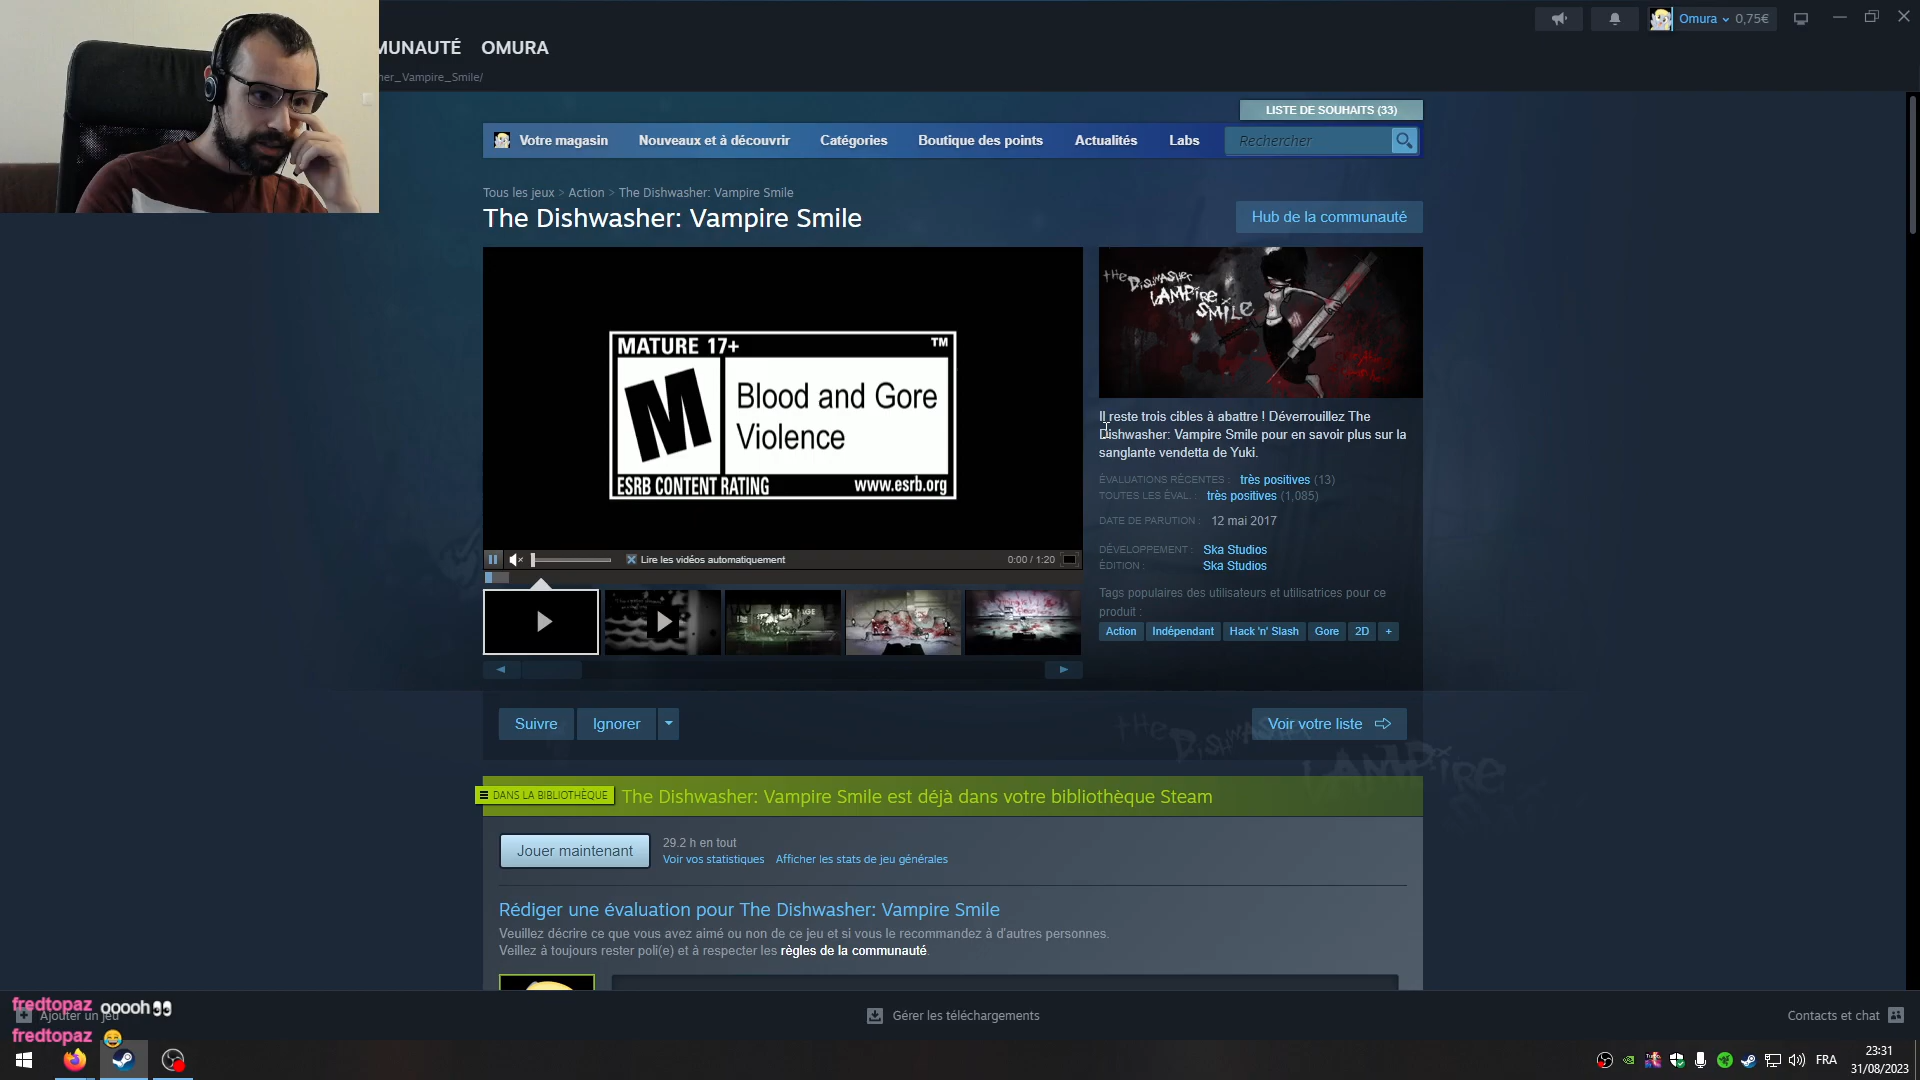 MUNAUTÉ OMURA
Omura 0,75€
her_Vampire_Smile/
LISTE DE SOUHAITS (33)
Votre magasin Nouveaux et à découvrir Catégories Boutique des points Actualités Labs Rechercher
Tous les jeux > Action > The Dishwasher: Vampire Smile
The Dishwasher: Vampire Smile
Hub de la communauté
MATURE 17+ TM
M
Blood and Gore
Violence
ESRB CONTENT RATING www.esrb.org
Lire les vidéos automatiquement 0:00 / 1:20
THE DISHWASHER
VAMPIRE
SMILE
Il reste trois cibles à abattre ! Déverrouillez The
Dishwasher: Vampire Smile pour en savoir plus sur la
sanglante vendetta de Yuki.
ÉVALUATIONS RÉCENTES : très positives (13)
TOUTES LES ÉVAL. : très positives (1,085)
DATE DE PARUTION : 12 mai 2017
DÉVELOPPEMENT : Ska Studios
ÉDITION : Ska Studios
Tags populaires des utilisateurs et utilisatrices pour ce
produit :
Action Indépendant Hack 'n' Slash Gore 2D +
Suivre Ignorer
Voir votre liste
THE DISHWASHER
VAMPIRE
DANS LA BIBLIOTHÈQUE The Dishwasher: Vampire Smile est déjà dans votre bibliothèque Steam
Jouer maintenant
29.2 h en tout
Voir vos statistiques Afficher les stats de jeu générales
Rédiger une évaluation pour The Dishwasher: Vampire Smile
Veuillez décrire ce que vous avez aimé ou non de ce jeu et si vous le recommandez à d'autres personnes.
Veillez à toujours rester poli(e) et à respecter les règles de la communauté.
fredtopaz ooooh👀
Ajouter un jeu
Gérer les téléchargements
Contacts et chat
fredtopaz 😂
FRA
23:31
31/08/2023